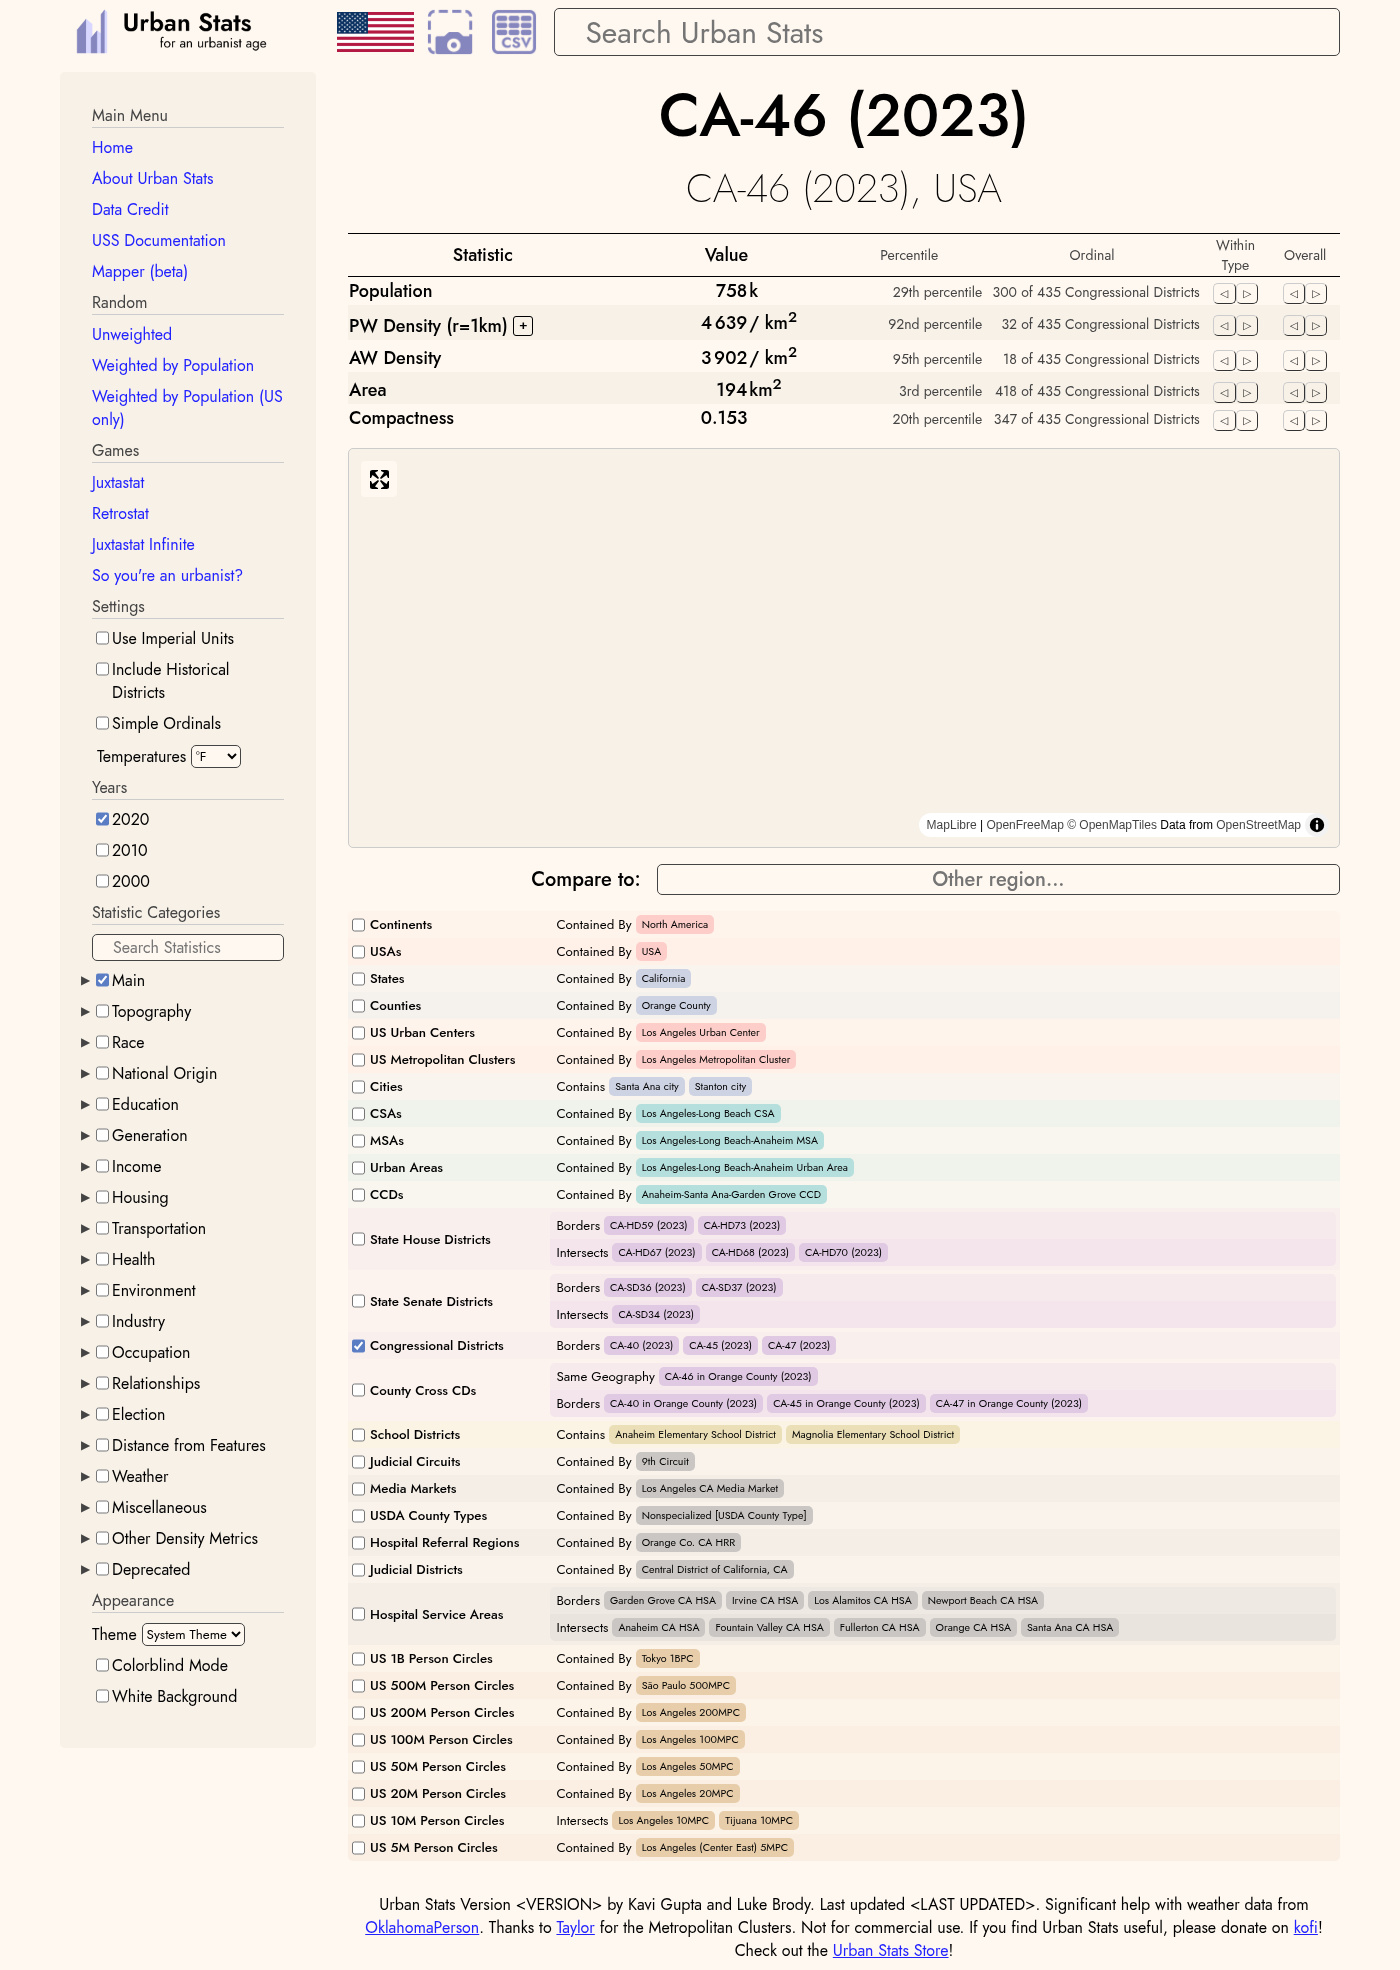 Urban Stats
for an urbanist age
CSV
Search Urban Stats
Main Menu
Home
About Urban Stats
Data Credit
USS Documentation
Mapper (beta)
Random
Unweighted
Weighted by Population
Weighted by Population (US
only)
Games
Juxtastat
Retrostat
Juxtastat Infinite
So you're an urbanist?
Settings
Use Imperial Units
Include Historical
Districts
Simple Ordinals
Temperatures °F
Years
2020
2010
2000
Statistic Categories
Search Statistics
Main
Topography
Race
National Origin
Education
Generation
Income
Housing
Transportation
Health
Environment
Industry
Occupation
Relationships
Election
Distance from Features
Weather
Miscellaneous
Other Density Metrics
Deprecated
Appearance
Theme System Theme
Colorblind Mode
White Background
CA-46 (2023)
CA-46 (2023), USA
Statistic Value Percentile Ordinal Within Type Overall
Population 758 k 29th percentile 300 of 435 Congressional Districts
PW Density (r=1km) + 4 639 / km² 92nd percentile 32 of 435 Congressional Districts
AW Density 3 902 / km² 95th percentile 18 of 435 Congressional Districts
Area 194 km² 3rd percentile 418 of 435 Congressional Districts
Compactness 0.153 20th percentile 347 of 435 Congressional Districts
MapLibre | OpenFreeMap © OpenMapTiles Data from OpenStreetMap
Compare to: Other region...
Continents Contained By North America
USAs Contained By USA
States Contained By California
Counties Contained By Orange County
US Urban Centers Contained By Los Angeles Urban Center
US Metropolitan Clusters Contained By Los Angeles Metropolitan Cluster
Cities Contains Santa Ana city Stanton city
CSAs Contained By Los Angeles-Long Beach CSA
MSAs Contained By Los Angeles-Long Beach-Anaheim MSA
Urban Areas Contained By Los Angeles-Long Beach-Anaheim Urban Area
CCDs Contained By Anaheim-Santa Ana-Garden Grove CCD
State House Districts
Borders CA-HD59 (2023) CA-HD73 (2023)
Intersects CA-HD67 (2023) CA-HD68 (2023) CA-HD70 (2023)
State Senate Districts
Borders CA-SD36 (2023) CA-SD37 (2023)
Intersects CA-SD34 (2023)
Congressional Districts Borders CA-40 (2023) CA-45 (2023) CA-47 (2023)
County Cross CDs
Same Geography CA-46 in Orange County (2023)
Borders CA-40 in Orange County (2023) CA-45 in Orange County (2023) CA-47 in Orange County (2023)
School Districts Contains Anaheim Elementary School District Magnolia Elementary School District
Judicial Circuits Contained By 9th Circuit
Media Markets Contained By Los Angeles CA Media Market
USDA County Types Contained By Nonspecialized [USDA County Type]
Hospital Referral Regions Contained By Orange Co. CA HRR
Judicial Districts Contained By Central District of California, CA
Hospital Service Areas
Borders Garden Grove CA HSA Irvine CA HSA Los Alamitos CA HSA Newport Beach CA HSA
Intersects Anaheim CA HSA Fountain Valley CA HSA Fullerton CA HSA Orange CA HSA Santa Ana CA HSA
US 1B Person Circles Contained By Tokyo 1BPC
US 500M Person Circles Contained By São Paulo 500MPC
US 200M Person Circles Contained By Los Angeles 200MPC
US 100M Person Circles Contained By Los Angeles 100MPC
US 50M Person Circles Contained By Los Angeles 50MPC
US 20M Person Circles Contained By Los Angeles 20MPC
US 10M Person Circles Intersects Los Angeles 10MPC Tijuana 10MPC
US 5M Person Circles Contained By Los Angeles (Center East) 5MPC
Urban Stats Version <VERSION> by Kavi Gupta and Luke Brody. Last updated <LAST UPDATED>. Significant help with weather data from
OklahomaPerson. Thanks to Taylor for the Metropolitan Clusters. Not for commercial use. If you find Urban Stats useful, please donate on kofi!
Check out the Urban Stats Store!